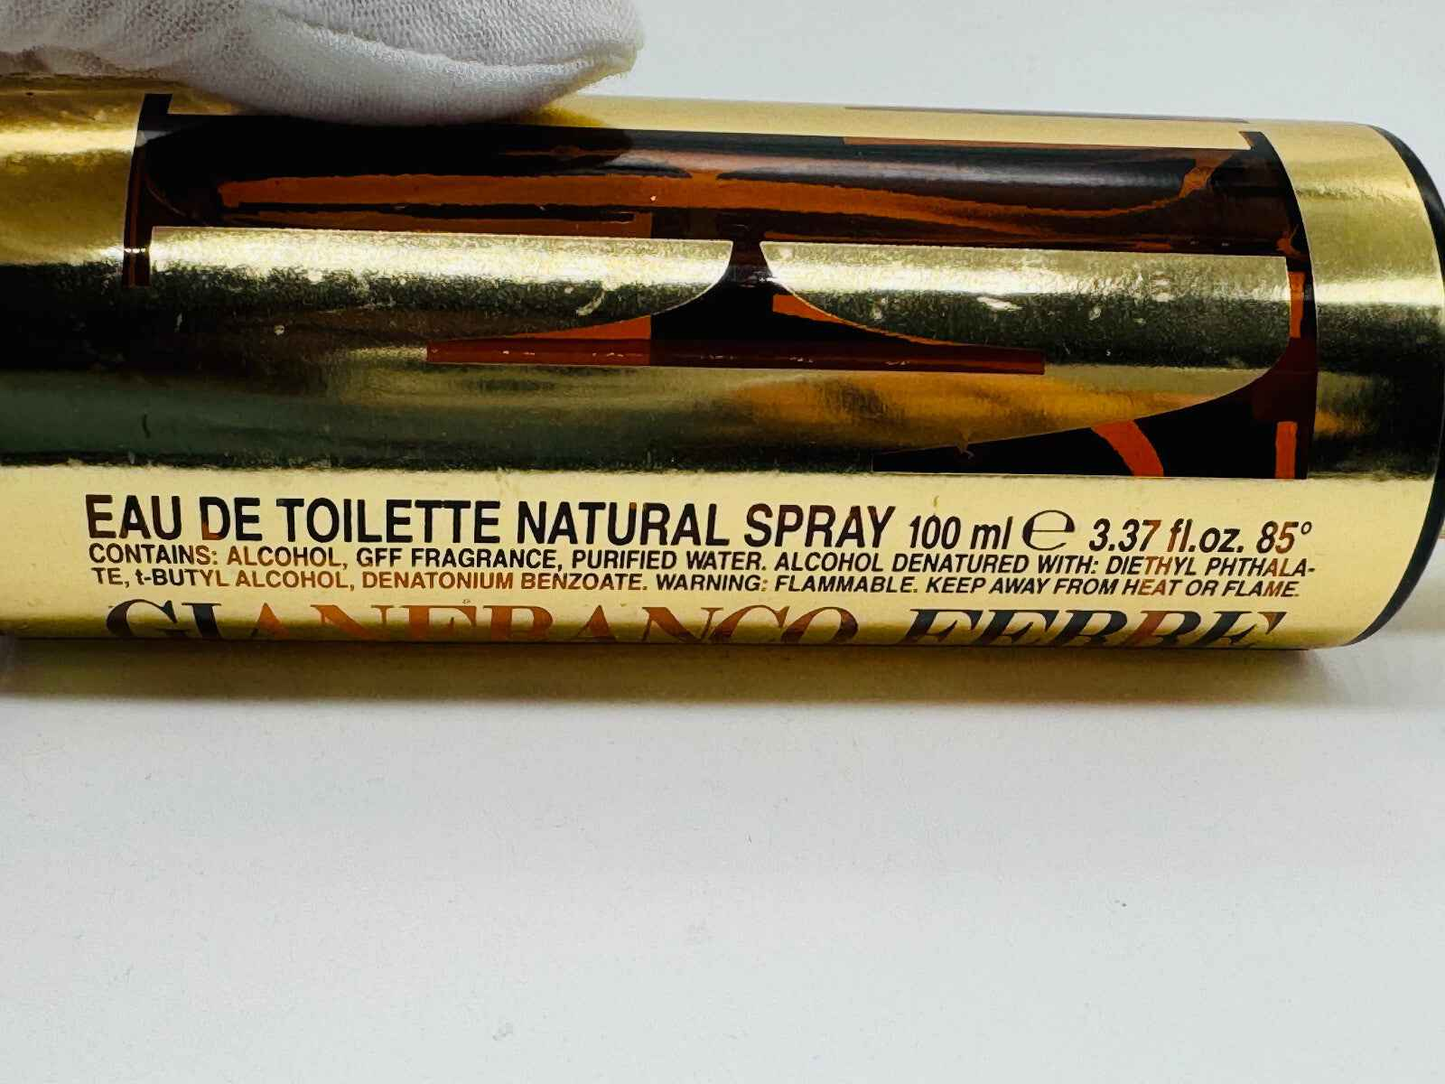 EAU DE TOILETTE NATURAL SPRAY 100 ml ℮ 3.37 fl.oz. 85°
CONTAINS: ALCOHOL, GFF FRAGRANCE, PURIFIED WATER. ALCOHOL DENATURED WITH: DIETHYL PHTHALA-
TE, t-BUTYL ALCOHOL, DENATONIUM BENZOATE. WARNING: FLAMMABLE. KEEP AWAY FROM HEAT OR FLAME.
GIANFRANCO FERRE